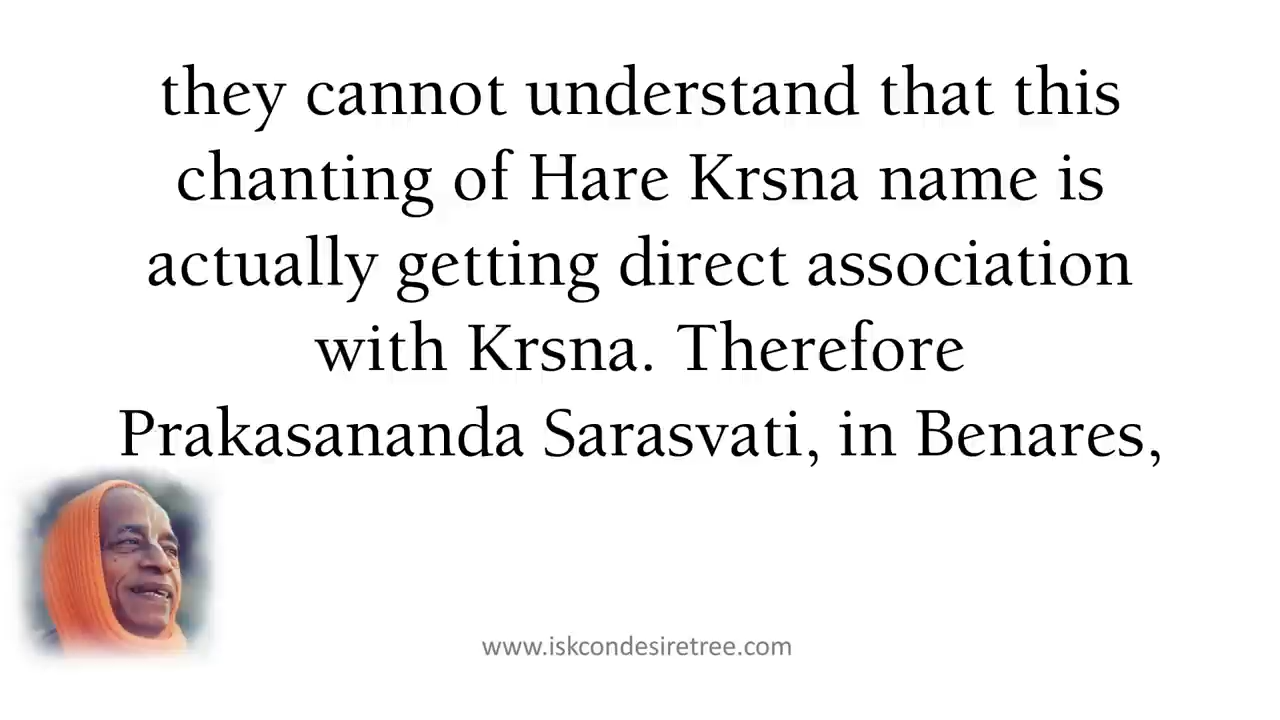 they cannot understand that this
chanting of Hare Krsna name is
actually getting direct association
with Krsna. Therefore
Prakasananda Sarasvati, in Benares,
www.iskcondesiretree.com